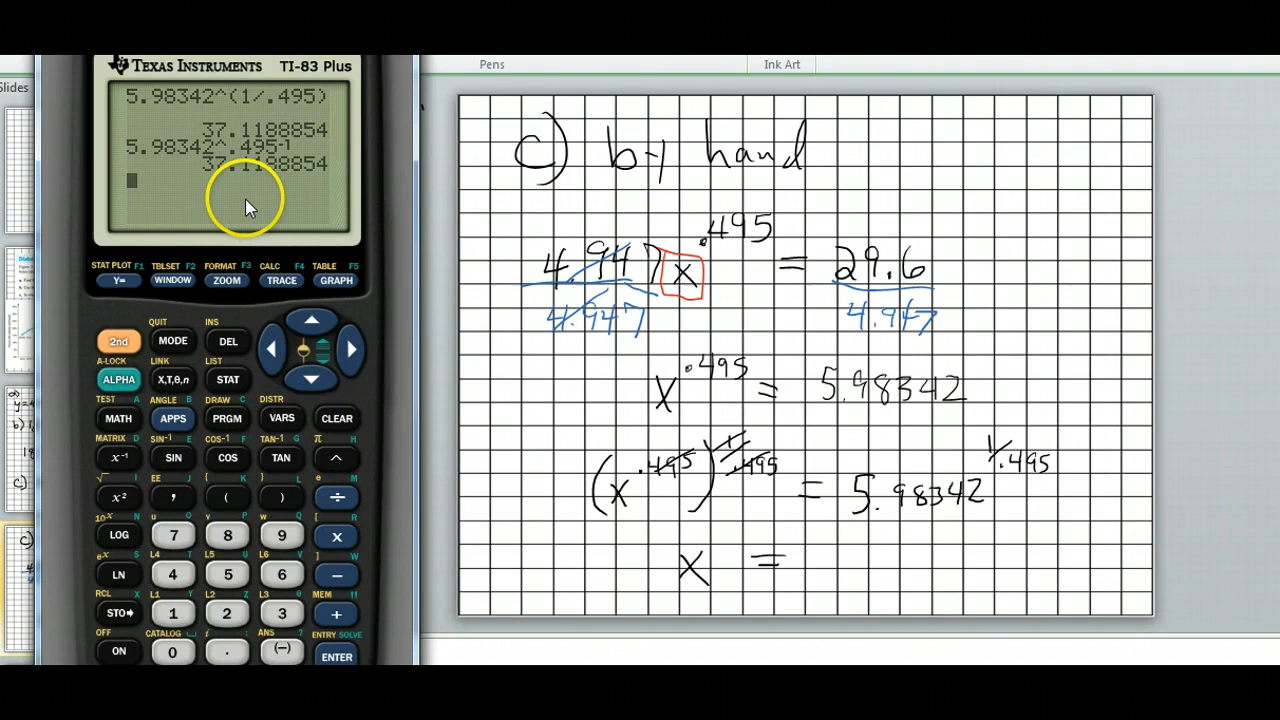 Pens Ink Art
Slides
TEXAS INSTRUMENTS TI-83 Plus
5.98342^(1/.495)
37.1188854
5.98342^.495⁻¹
37.1188854
STAT PLOT F1 TBLSET F2 FORMAT F3 CALC F4 TABLE F5
Y= WINDOW ZOOM TRACE GRAPH
QUIT INS
2nd MODE DEL
A-LOCK LINK LIST
ALPHA X,T,θ,n STAT
TEST A ANGLE B DRAW C DISTR
MATH APPS PRGM VARS CLEAR
MATRIX D SIN⁻¹ E COS⁻¹ F TAN⁻¹ G π H
x⁻¹ SIN COS TAN ^
√ I EE J { K } L e M
x² , ( ) ÷
10ˣ N u O v P w Q [ R
LOG 7 8 9 X
eˣ S L4 T L5 U L6 V ] W
LN 4 5 6 −
RCL X L1 Y L2 Z L3 θ MEM "
STO➧ 1 2 3 +
OFF CATALOG i : ANS ? ENTRY SOLVE
ON 0 . (−) ENTER
c) by hand
4.947x^.495 = 29.6
4.947 4.947
x^.495 = 5.98342
(x^.495)^1/.495 = 5.98342^1/.495
x =